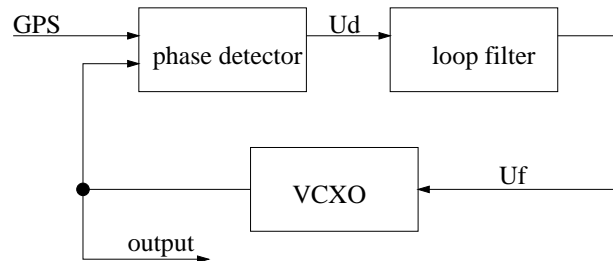 GPS
phase detector
Ud
loop filter
VCXO
Uf
output